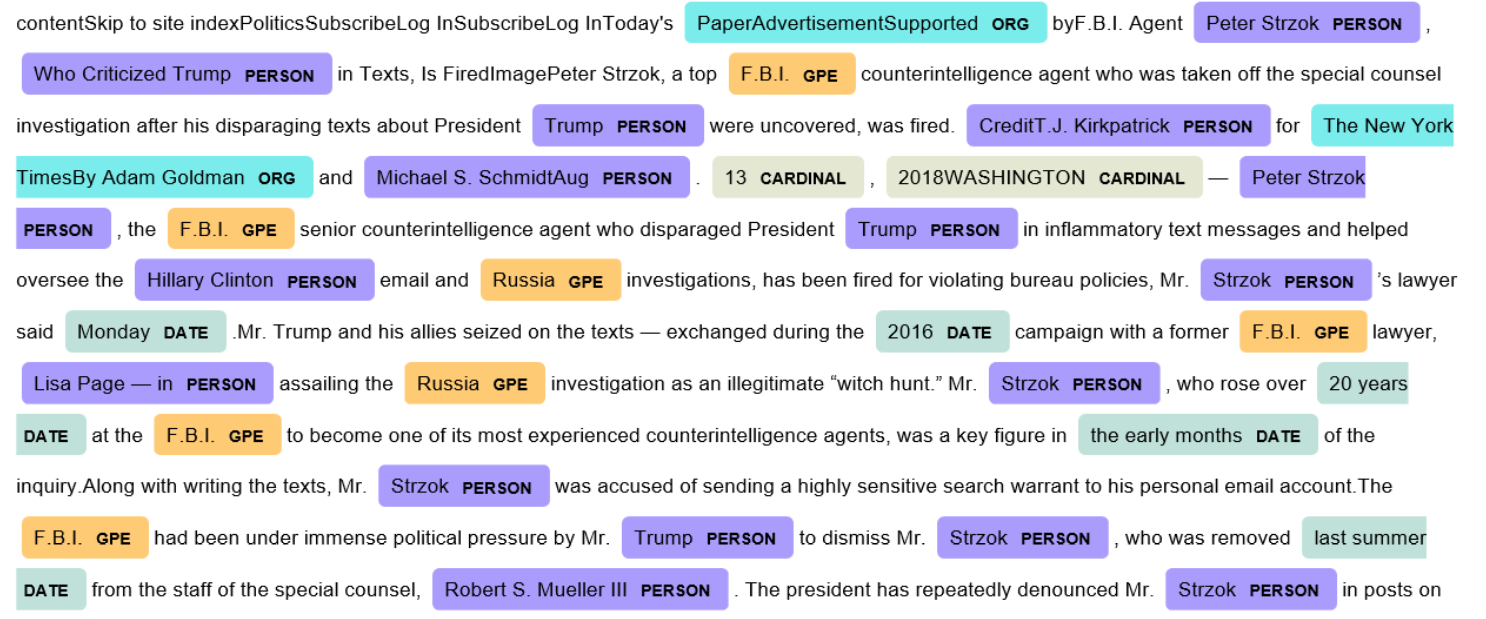 contentSkip to site indexPoliticsSubscribeLog InSubscribeLog InToday's PaperAdvertisementSupported ORG byF.B.I. Agent Peter Strzok PERSON ,
Who Criticized Trump PERSON in Texts, Is FiredImagePeter Strzok, a top F.B.I. GPE counterintelligence agent who was taken off the special counsel
investigation after his disparaging texts about President Trump PERSON were uncovered, was fired. CreditT.J. Kirkpatrick PERSON for The New York
TimesBy Adam Goldman ORG and Michael S. SchmidtAug PERSON . 13 CARDINAL , 2018WASHINGTON CARDINAL — Peter Strzok
PERSON , the F.B.I. GPE senior counterintelligence agent who disparaged President Trump PERSON in inflammatory text messages and helped
oversee the Hillary Clinton PERSON email and Russia GPE investigations, has been fired for violating bureau policies, Mr. Strzok PERSON ’s lawyer
said Monday DATE .Mr. Trump and his allies seized on the texts — exchanged during the 2016 DATE campaign with a former F.B.I. GPE lawyer,
Lisa Page — in PERSON assailing the Russia GPE investigation as an illegitimate “witch hunt.” Mr. Strzok PERSON , who rose over 20 years
DATE at the F.B.I. GPE to become one of its most experienced counterintelligence agents, was a key figure in the early months DATE of the
inquiry.Along with writing the texts, Mr. Strzok PERSON was accused of sending a highly sensitive search warrant to his personal email account.The
F.B.I. GPE had been under immense political pressure by Mr. Trump PERSON to dismiss Mr. Strzok PERSON , who was removed last summer
DATE from the staff of the special counsel, Robert S. Mueller III PERSON . The president has repeatedly denounced Mr. Strzok PERSON in posts on